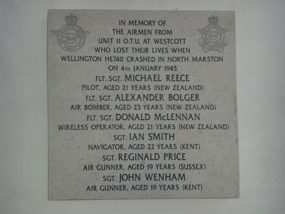 IN MEMORY OF
THE AIRMEN FROM
UNIT 11 O.T.U. AT WESTCOTT
WHO LOST THEIR LIVES WHEN
WELLINGTON HE740 CRASHED IN NORTH MARSTON
ON 4TH JANUARY 1945
FLT. SGT. MICHAEL REECE
PILOT, AGED 21 YEARS (NEW ZEALAND)
FLT. SGT. ALEXANDER BOLGER
AIR BOMBER, AGED 23 YEARS (NEW ZEALAND)
FLT. SGT. DONALD McLENNAN
WIRELESS OPERATOR, AGED 21 YEARS (NEW ZEALAND)
SGT. IAN SMITH
NAVIGATOR, AGED 22 YEARS (KENT)
SGT. REGINALD PRICE
AIR GUNNER, AGED 19 YEARS (SUSSEX)
SGT. JOHN WENHAM
AIR GUNNER, AGED 19 YEARS (KENT)